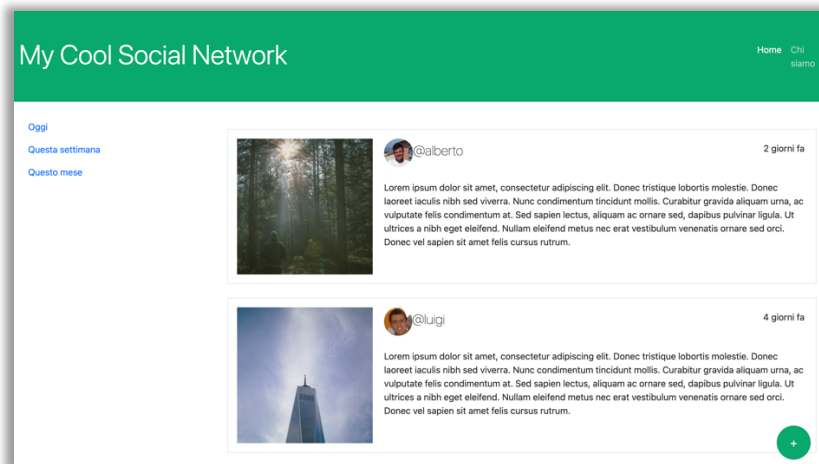 My Cool Social Network
Home
Chi
siamo
Oggi
Questa settimana
Questo mese
@alberto
2 giorni fa
Lorem ipsum dolor sit amet, consectetur adipiscing elit. Donec tristique lobortis molestie. Donec
laoreet iaculis nibh sed viverra. Nunc condimentum tincidunt mollis. Curabitur gravida aliquam urna, ac
vulputate felis condimentum at. Sed sapien lectus, aliquam ac ornare sed, dapibus pulvinar ligula. Ut
ultrices a nibh eget eleifend. Nullam eleifend metus nec erat vestibulum venenatis ornare sed orci.
Donec vel sapien sit amet felis cursus rutrum.
@luigi
4 giorni fa
Lorem ipsum dolor sit amet, consectetur adipiscing elit. Donec tristique lobortis molestie. Donec
laoreet iaculis nibh sed viverra. Nunc condimentum tincidunt mollis. Curabitur gravida aliquam urna, ac
vulputate felis condimentum at. Sed sapien lectus, aliquam ac ornare sed, dapibus pulvinar ligula. Ut
ultrices a nibh eget eleifend. Nullam eleifend metus nec erat vestibulum venenatis ornare sed orci.
Donec vel sapien sit amet felis cursus rutrum.
+